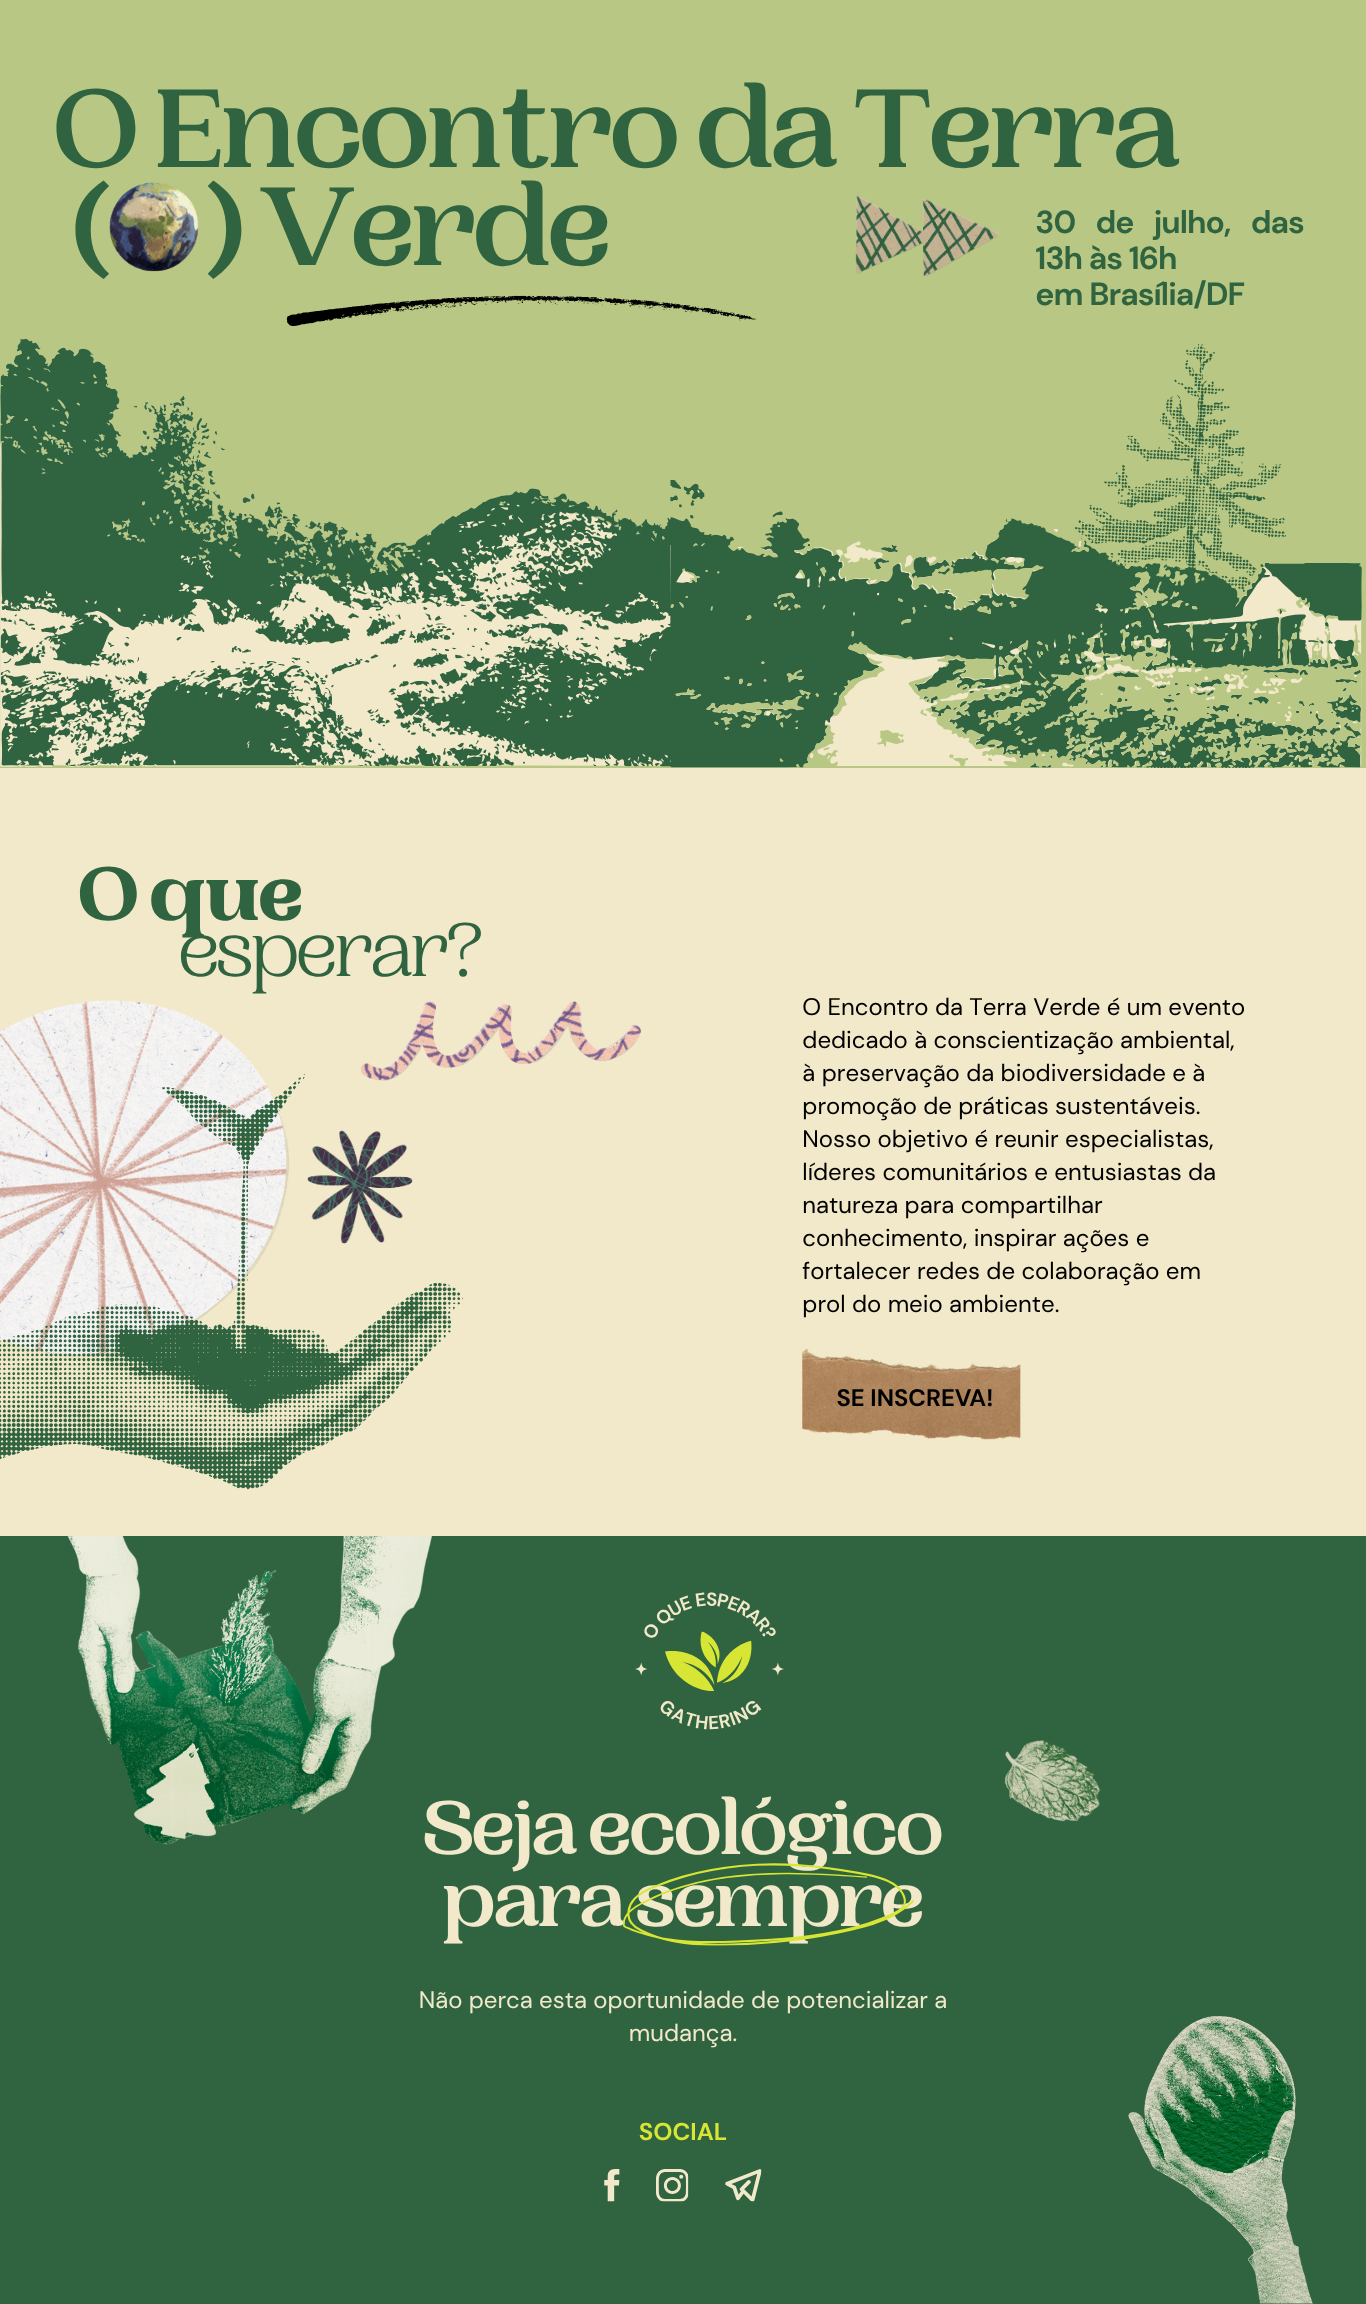 O Encontro da Terra
( ) Verde
30 de julho, das
13h às 16h
em Brasília/DF
O que
esperar?
O Encontro da Terra Verde é um evento
dedicado à conscientização ambiental,
à preservação da biodiversidade e à
promoção de práticas sustentáveis.
Nosso objetivo é reunir especialistas,
líderes comunitários e entusiastas da
natureza para compartilhar
conhecimento, inspirar ações e
fortalecer redes de colaboração em
prol do meio ambiente.
SE INSCREVA!
O QUE ESPERAR?
GATHERING
Seja ecológico
para sempre
Não perca esta oportunidade de potencializar a
mudança.
SOCIAL